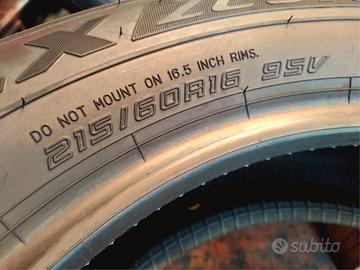 X
DO NOT MOUNT ON 16.5 INCH RIMS.
215/60R16 95V
subito